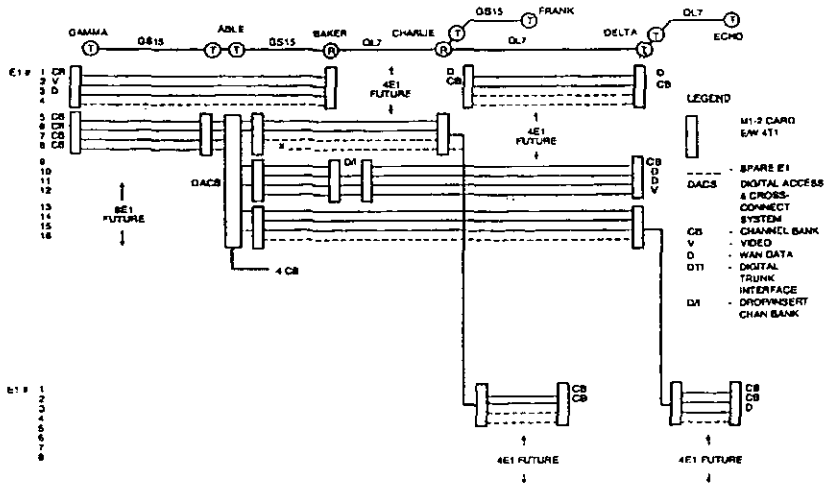 GS15 FRANK QL7
GAMMA ABLE BAKER CHARLIE DELTA ECHO
T GS15 T T GS15 R QL7 R T T QL7 T T T
E1 # 1 CB
2 V
3 D
4
4E1
FUTURE
D
CB
D
CB
5 CB
6 CB
7 CB
8 CB
4E1
FUTURE
x
9
10
11
12
D/I
CB
D
D
V
DACS
8E1
FUTURE
13
14
15
16
4 CB
LEGEND
M1-2 CARD
E/W 4T1
- SPARE E1
DACS DIGITAL ACCESS
& CROSS-
CONNECT
SYSTEM
CB - CHANNEL BANK
V - VIDEO
D - WAN DATA
DTI - DIGITAL
TRUNK
INTERFACE
D/I - DROP/INSERT
CHAN BANK
E1 # 1
2
3
4
5
6
7
8
CB
CB
CB
CB
D
4E1 FUTURE
4E1 FUTURE